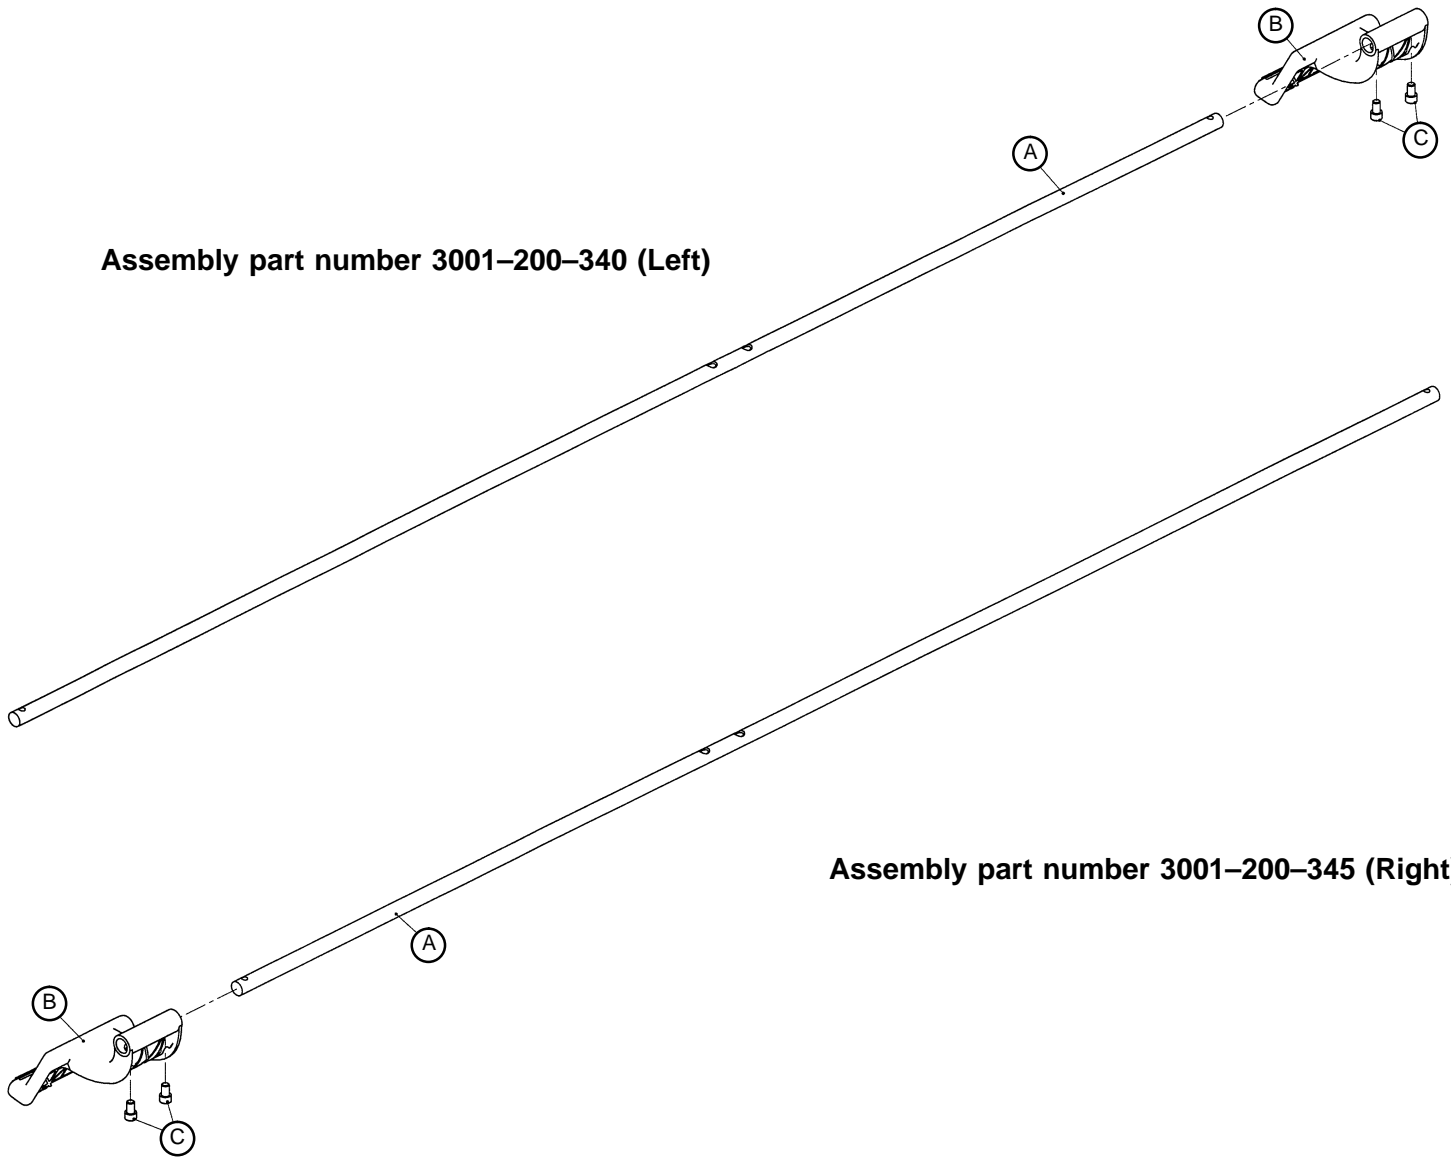 B
C
A
Assembly part number 3001–200–340 (Left)
Assembly part number 3001–200–345 (Right)
A
B
C